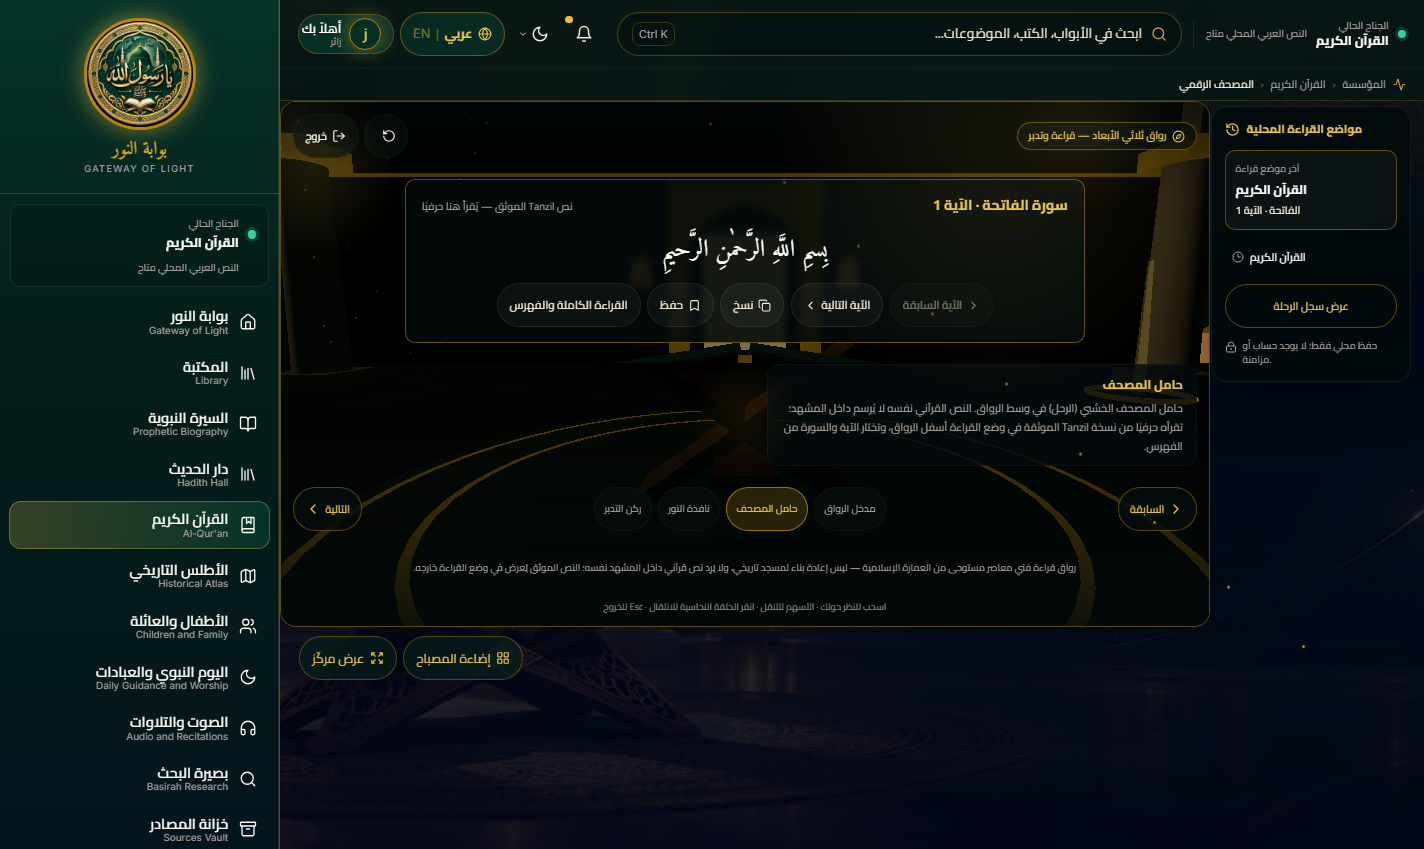 يا رسول الله
بوابة النور
GATEWAY OF LIGHT
الجناح الحالي
القرآن الكريم
النص العربي المحلي متاح
بوابة النور
Gateway of Light
المكتبة
Library
السيرة النبوية
Prophetic Biography
دار الحديث
Hadith Hall
القرآن الكريم
Al-Qur'an
الأطلس التاريخي
Historical Atlas
الأطفال والعائلة
Children and Family
اليوم النبوي والعبادات
Daily Guidance and Worship
الصوت والتلاوات
Audio and Recitations
بصيرة البحث
Basirah Research
خزانة المصادر
Sources Vault
الجناح الحالي
القرآن الكريم
النص العربي المحلي متاح
ابحث في الأبواب، الكتب، الموضوعات...
Ctrl K
عربي | EN
ز
أهلاً بك
زائر
المؤسسة ‹ القرآن الكريم ‹ المصحف الرقمي
مواضع القراءة المحلية
آخر موضع قراءة
القرآن الكريم
الفاتحة · الآية 1
القرآن الكريم
عرض سجل الرحلة
حفظ محلي فقط؛ لا يوجد حساب أو
مزامنة.
رواق ثلاثي الأبعاد — قراءة وتدبر
خروج
سورة الفاتحة · الآية 1
نص Tanzil الموثق — يُقرأ هنا حرفيًا
بِسمِ اللَّهِ الرَّحمٰنِ الرَّحيمِ
الآية السابقة
الآية التالية
نسخ
حفظ
القراءة الكاملة والفهرس
حامل المصحف
حامل المصحف الخشبي (الرحل) في وسط الرواق. النص القرآني نفسه لا يُرسم داخل المشهد؛
تقرأه حرفيًا من نسخة Tanzil الموثقة في وضع القراءة أسفل الرواق، وتختار الآية والسورة من
الفهرس.
السابقة
مدخل الرواق
حامل المصحف
نافذة النور
ركن التدبر
التالية
رواق قراءة فني معاصر مستوحى من العمارة الإسلامية — ليس إعادة بناء لمسجد تاريخي، ولا يَرِد نص قرآني داخل المشهد نفسه؛ النص الموثق يُعرض في وضع القراءة خارجه.
اسحب للنظر حولك · الأسهم للتنقل · انقر الحلقة النحاسية للانتقال · Esc للخروج
إضاءة المصباح
عرض مركّز